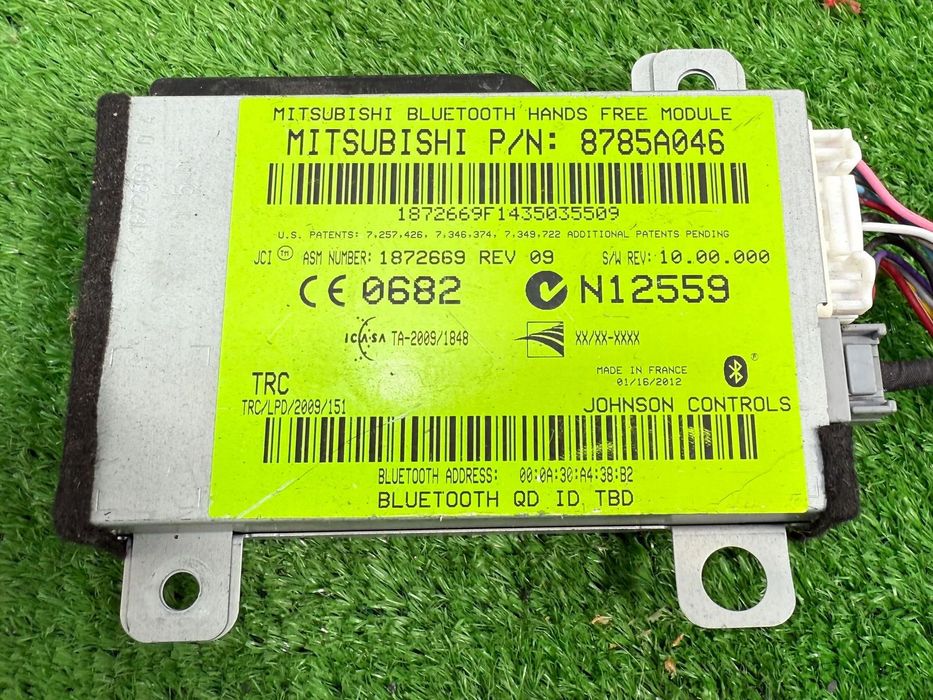 MITSUBISHI BLUETOOTH HANDS FREE MODULE
MITSUBISHI P/N: 8785A046
1872669F1435035509
U.S. PATENTS: 7,257,426, 7,346,374, 7,349,722 ADDITIONAL PATENTS PENDING
JCI TM ASM NUMBER: 1872669 REV 09 S/W REV: 10.00.000
CE 0682 N12559
ICASA TA-2009/1848 XX/XX-XXXX
MADE IN FRANCE
01/16/2012
TRC
TRC/LPD/2009/151
JOHNSON CONTROLS
BLUETOOTH ADDRESS: 00:0A:30:A4:38:B2
BLUETOOTH QD ID TBD